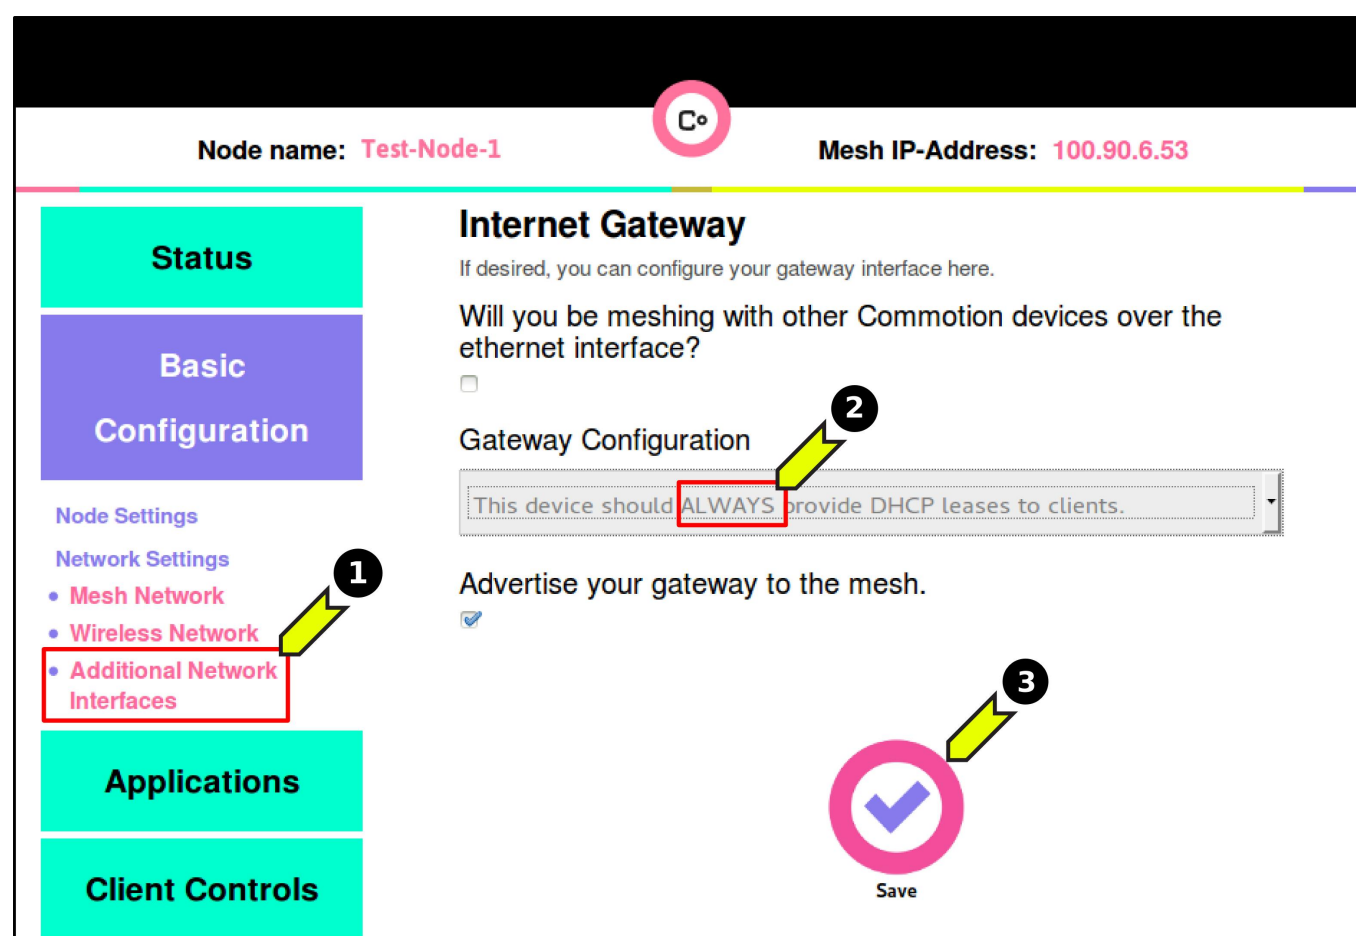 Co
Node name: Test-Node-1
Mesh IP-Address: 100.90.6.53
Status
Basic
Configuration
Node Settings
Network Settings
Mesh Network
Wireless Network
Additional Network
Interfaces
1
Applications
Client Controls
Internet Gateway
If desired, you can configure your gateway interface here.
Will you be meshing with other Commotion devices over the
ethernet interface?
2
Gateway Configuration
This device should ALWAYS provide DHCP leases to clients.
Advertise your gateway to the mesh.
3
Save